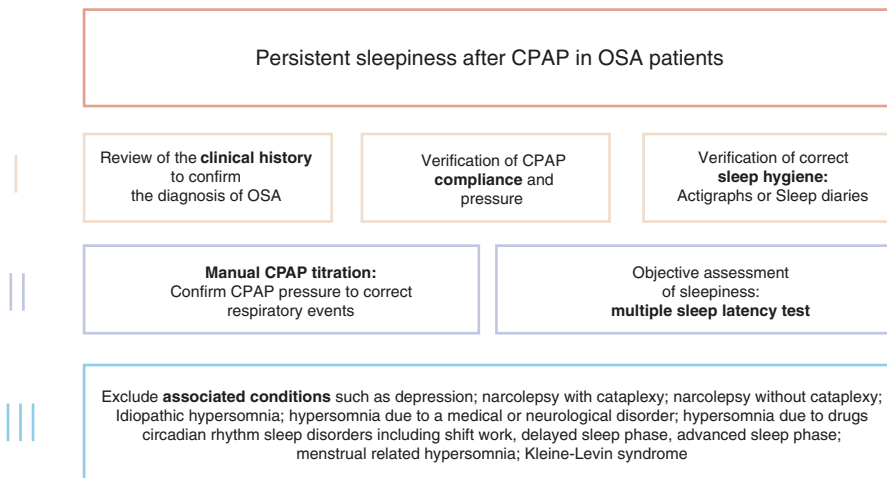 Persistent sleepiness after CPAP in OSA patients
Review of the clinical history
to confirm
the diagnosis of OSA
Verification of CPAP
compliance and
pressure
Verification of correct
sleep hygiene:
Actigraphs or Sleep diaries
Manual CPAP titration:
Confirm CPAP pressure to correct
respiratory events
Objective assessment
of sleepiness:
multiple sleep latency test
Exclude associated conditions such as depression; narcolepsy with cataplexy; narcolepsy without cataplexy;
Idiopathic hypersomnia; hypersomnia due to a medical or neurological disorder; hypersomnia due to drugs
circadian rhythm sleep disorders including shift work, delayed sleep phase, advanced sleep phase;
menstrual related hypersomnia; Kleine-Levin syndrome